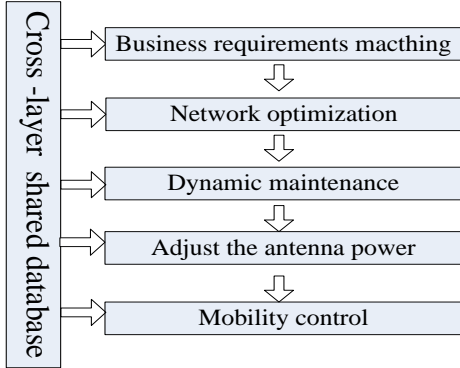 Cross -layer shared database
Business requirements macthing
Network optimization
Dynamic maintenance
Adjust the antenna power
Mobility control